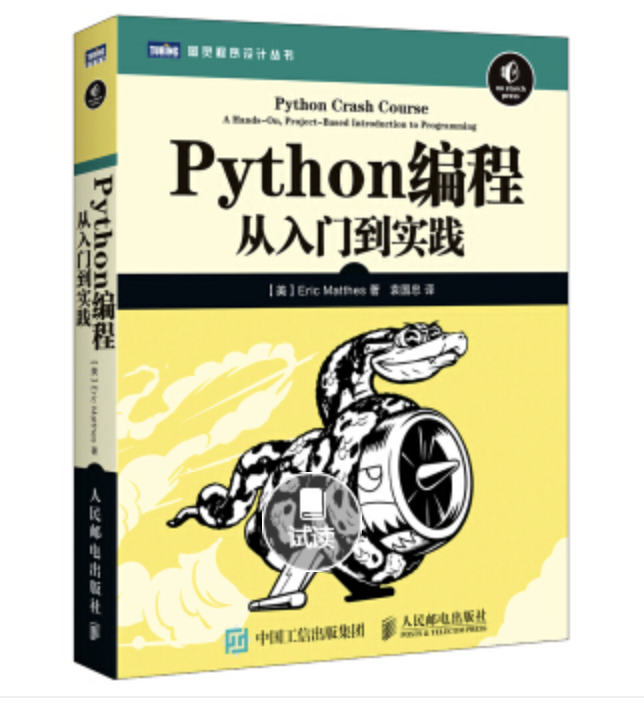 TURING 图灵程序设计丛书
no starch
press
Python Crash Course
A Hands-On, Project-Based Introduction to Programming
Python编程
从入门到实践
[美] Eric Matthes 著 袁国忠 译
试读
中国工信出版集团
人民邮电出版社
POSTS & TELECOM PRESS
TURING
Python编程
从入门到实践
[美] Eric Matthes 著
人民邮电出版社